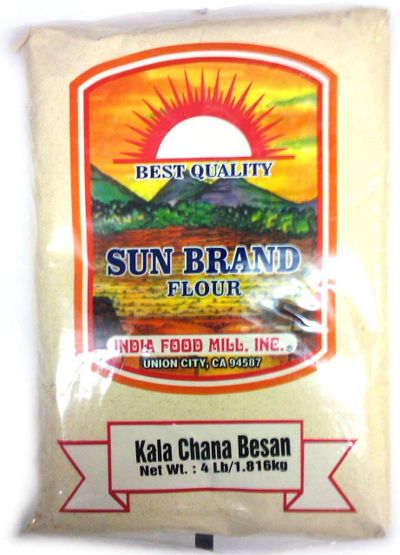 BEST QUALITY
SUN BRAND
FLOUR
INDIA FOOD MILL, INC.®
UNION CITY, CA 94587
Kala Chana Besan
Net Wt. : 4 Lb/1.816kg